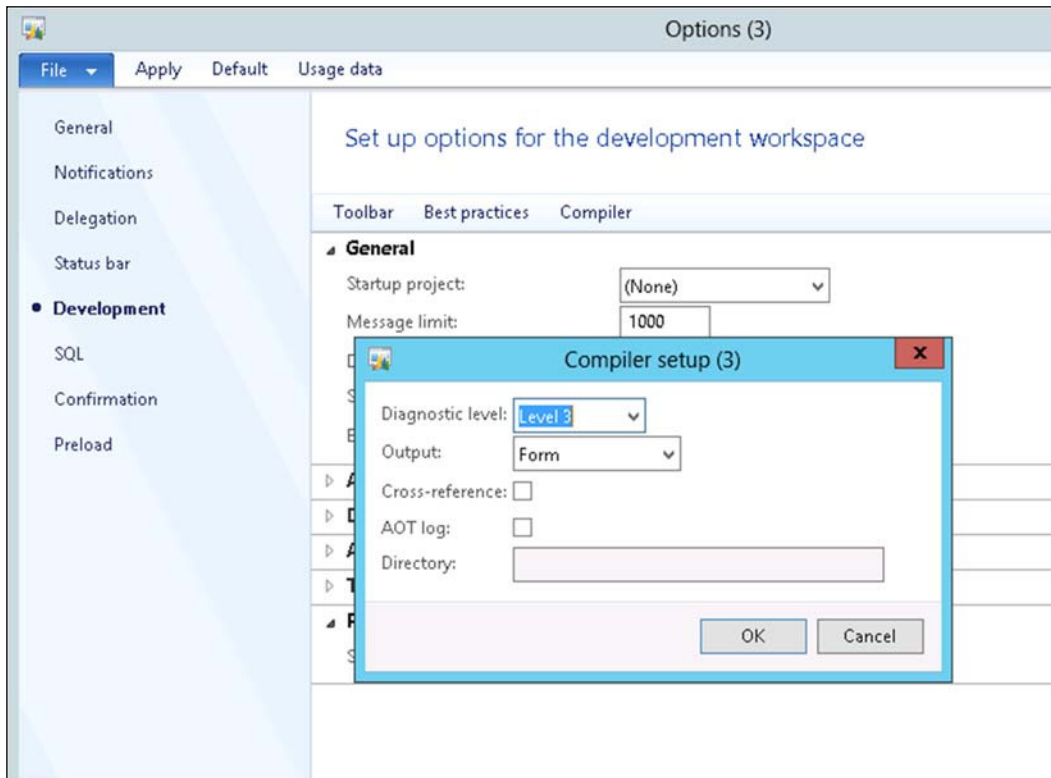 Options (3)
File Apply Default Usage data
General
Notifications
Delegation
Status bar
Development
SQL
Confirmation
Preload
Set up options for the development workspace
Toolbar Best practices Compiler
General
Startup project: (None)
Message limit: 1000
Compiler setup (3)
x
Diagnostic level: Level 3
Output: Form
Cross-reference:
AOT log:
Directory:
OK Cancel